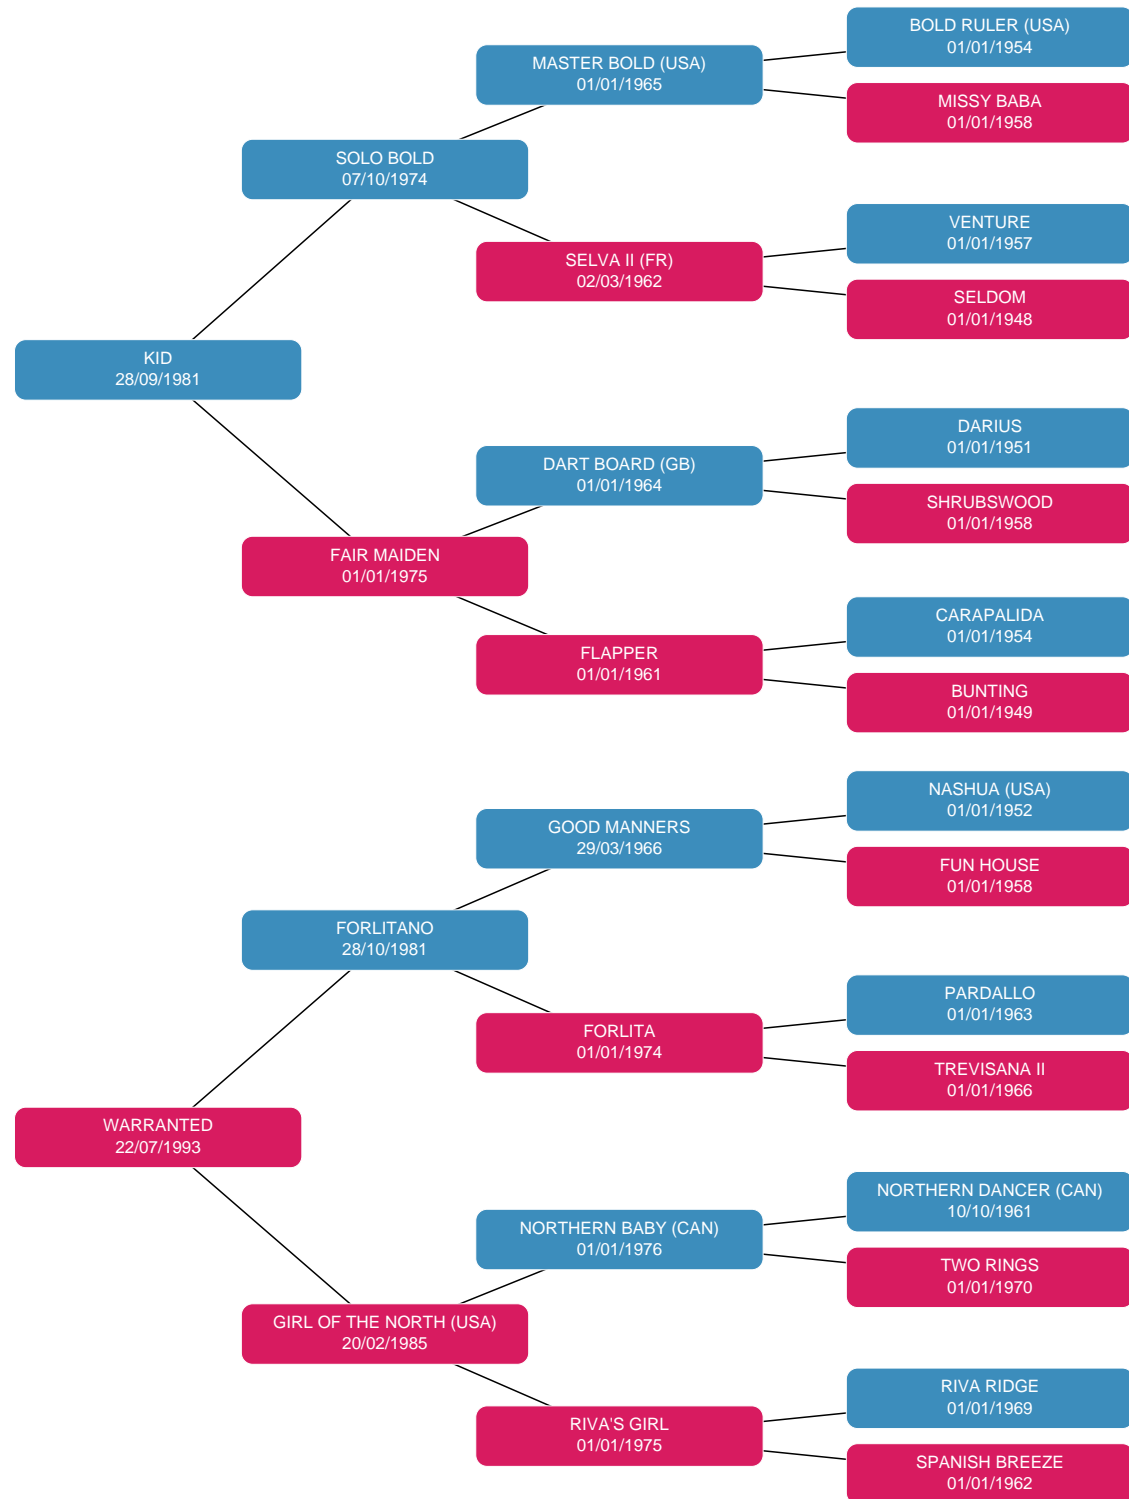 BOLD RULER (USA)
01/01/1954
MASTER BOLD (USA)
01/01/1965
MISSY BABA
01/01/1958
SOLO BOLD
07/10/1974
VENTURE
01/01/1957
SELVA II (FR)
02/03/1962
SELDOM
01/01/1948
KID
28/09/1981
DARIUS
01/01/1951
DART BOARD (GB)
01/01/1964
SHRUBSWOOD
01/01/1958
FAIR MAIDEN
01/01/1975
CARAPALIDA
01/01/1954
FLAPPER
01/01/1961
BUNTING
01/01/1949
NASHUA (USA)
01/01/1952
GOOD MANNERS
29/03/1966
FUN HOUSE
01/01/1958
FORLITANO
28/10/1981
PARDALLO
01/01/1963
FORLITA
01/01/1974
TREVISANA II
01/01/1966
WARRANTED
22/07/1993
NORTHERN DANCER (CAN)
10/10/1961
NORTHERN BABY (CAN)
01/01/1976
TWO RINGS
01/01/1970
GIRL OF THE NORTH (USA)
20/02/1985
RIVA RIDGE
01/01/1969
RIVA'S GIRL
01/01/1975
SPANISH BREEZE
01/01/1962